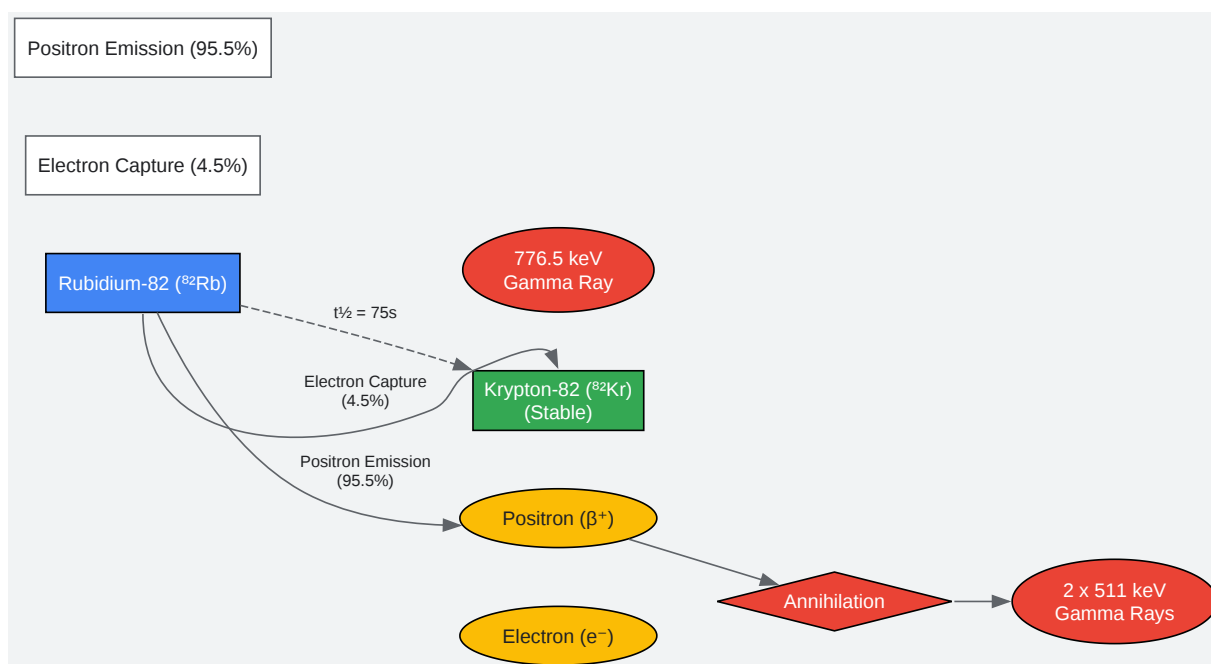 Positron Emission (95.5%)
Electron Capture (4.5%)
776.5 keV
Gamma Ray
Rubidium-82 (⁸²Rb)
t½ = 75s
Electron Capture
(4.5%)
Krypton-82 (⁸²Kr)
(Stable)
Positron Emission
(95.5%)
Positron (β⁺)
Annihilation
2 x 511 keV
Gamma Rays
Electron (e⁻)